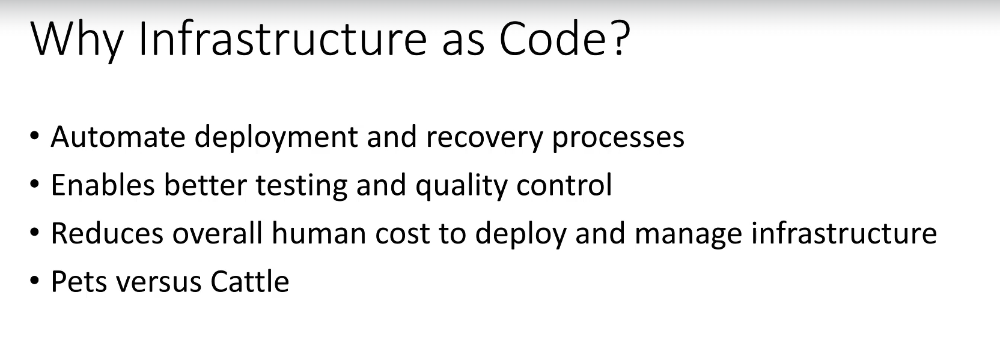 Why Infrastructure as Code?
• Automate deployment and recovery processes
• Enables better testing and quality control
• Reduces overall human cost to deploy and manage infrastructure
• Pets versus Cattle